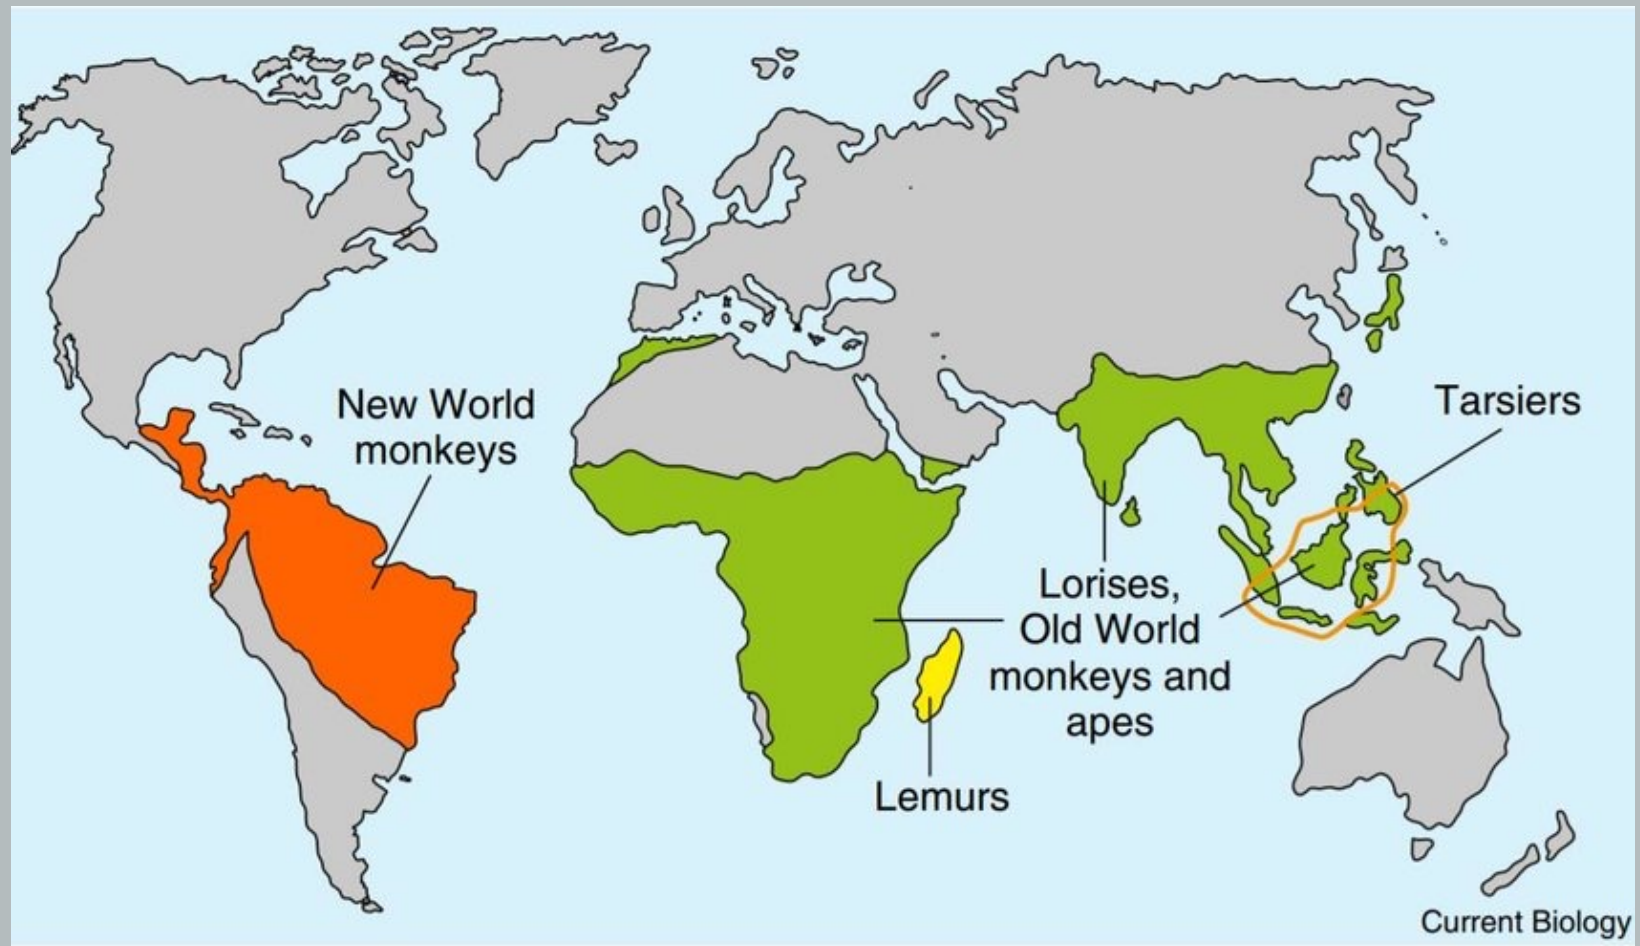 New World
monkeys
Tarsiers
Lorises,
Old World
monkeys and
apes
Lemurs
Current Biology